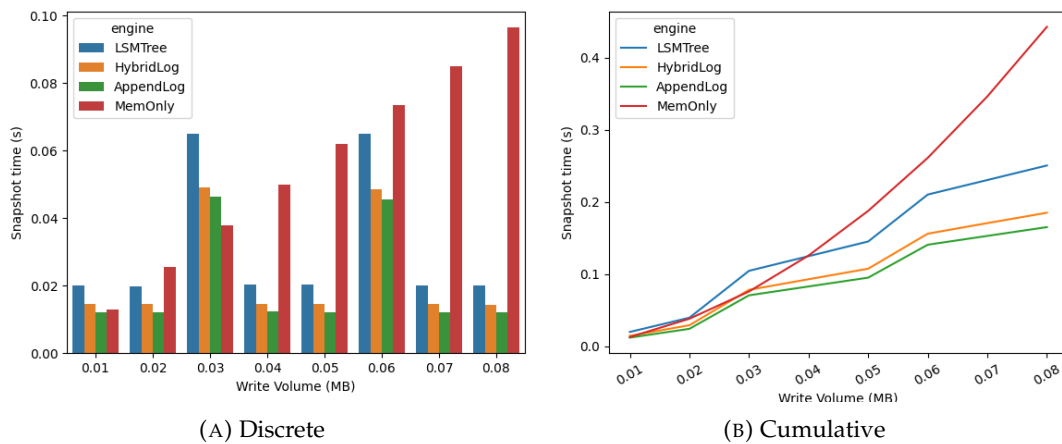 engine
LSMTree
HybridLog
AppendLog
MemOnly
Snapshot time (s)
0.10
0.08
0.06
0.04
0.02
0.00
0.01 0.02 0.03 0.04 0.05 0.06 0.07 0.08
Write Volume (MB)
(A) Discrete
engine
LSMTree
HybridLog
AppendLog
MemOnly
Snapshot time (s)
0.4
0.3
0.2
0.1
0.0
0.01 0.02 0.03 0.04 0.05 0.06 0.07 0.08
Write Volume (MB)
(B) Cumulative